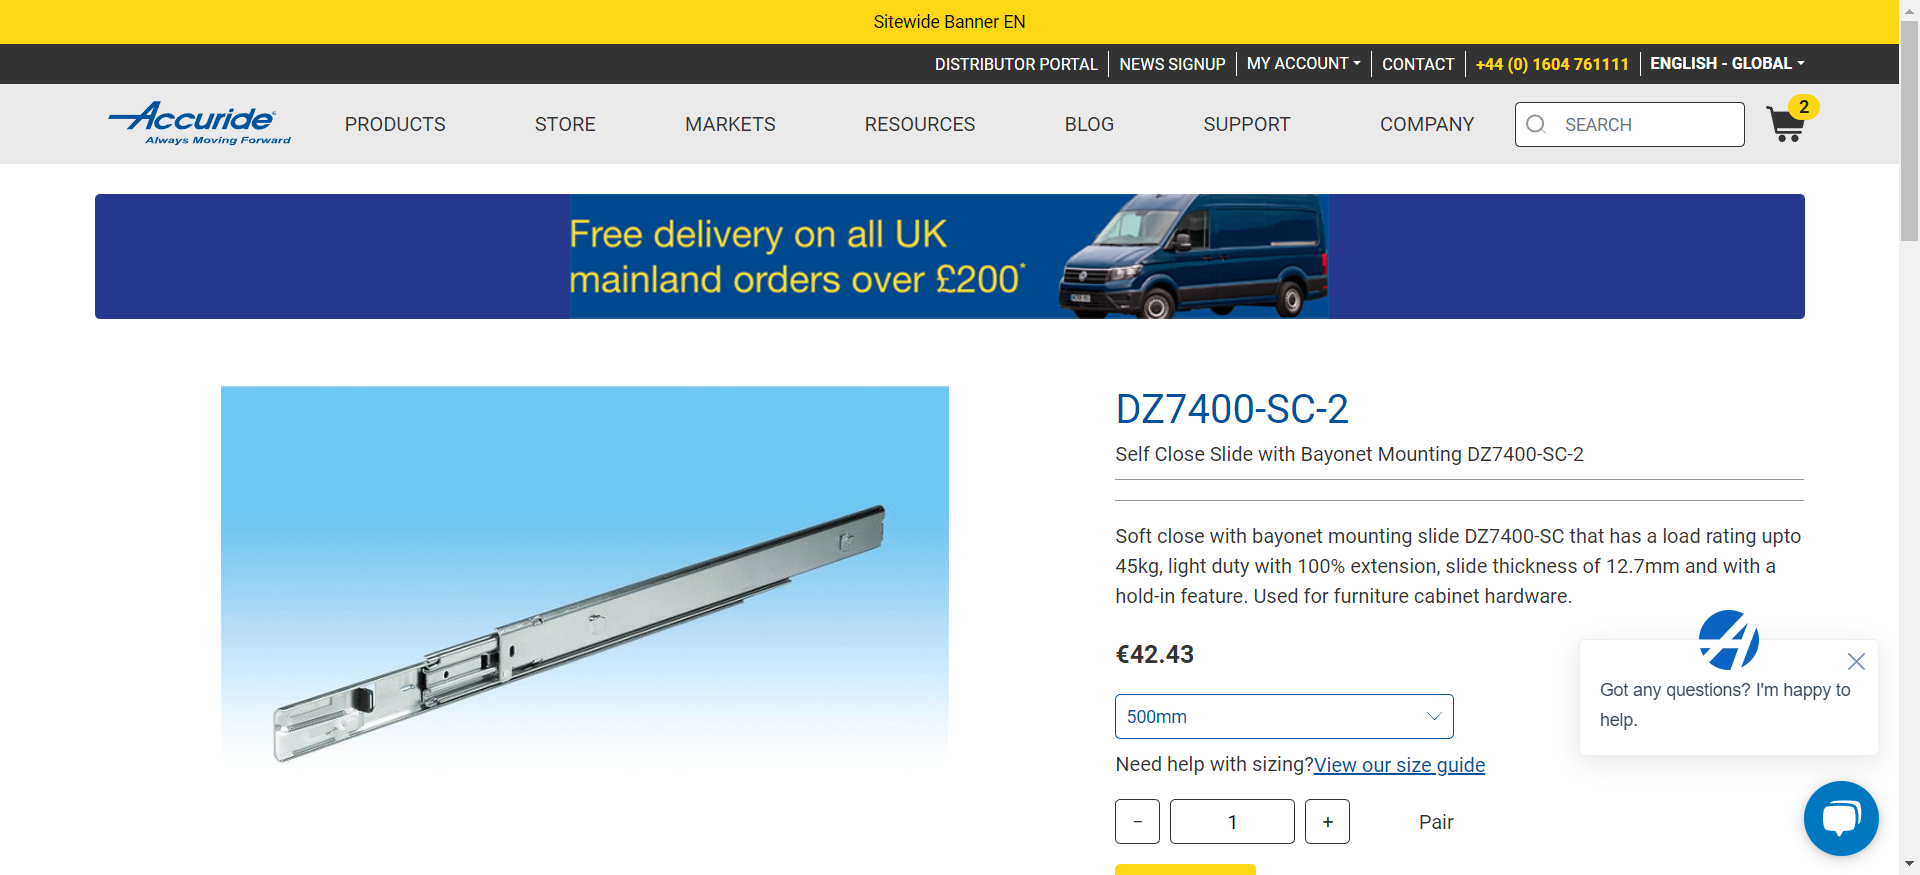 Sitewide Banner EN
DISTRIBUTOR PORTAL
NEWS SIGNUP
MY ACCOUNT
CONTACT
+44 (0) 1604 761111
ENGLISH - GLOBAL
Accuride
Always Moving Forward
PRODUCTS
STORE
MARKETS
RESOURCES
BLOG
SUPPORT
COMPANY
SEARCH
2
Free delivery on all UK
mainland orders over £200*
DZ7400-SC-2
Self Close Slide with Bayonet Mounting DZ7400-SC-2
Soft close with bayonet mounting slide DZ7400-SC that has a load rating upto
45kg, light duty with 100% extension, slide thickness of 12.7mm and with a
hold-in feature. Used for furniture cabinet hardware.
€42.43
500mm
Need help with sizing?View our size guide
- 1 + Pair
Got any questions? I'm happy to
help.